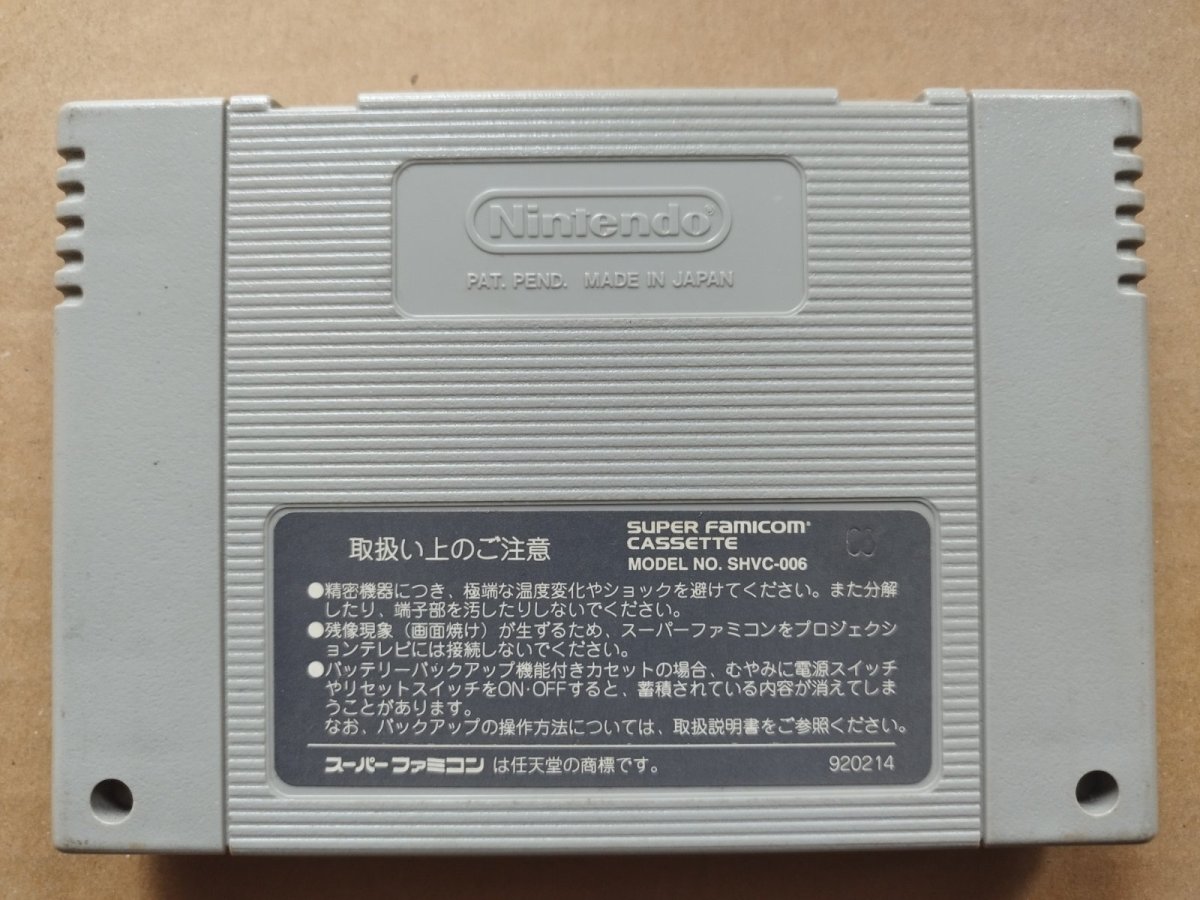 Nintendo®
PAT. PEND. MADE IN JAPAN
取扱い上のご注意
SUPER FAMICOM®
CASSETTE
MODEL NO. SHVC-006
●精密機器につき、極端な温度変化やショックを避けてください。また分解
したり、端子部を汚したりしないでください。
●残像現象(画面焼け)が生ずるため、スーパーファミコンをプロジェクシ
ョンテレビには接続しないでください。
●バッテリーバックアップ機能付きカセットの場合、むやみに電源スイッチ
やリセットスイッチをON·OFFすると、蓄積されている内容が消えてしま
うことがあります。
なお、バックアップの操作方法については、取扱説明書をご参照ください。
スーパーファミコン は任天堂の商標です。
920214